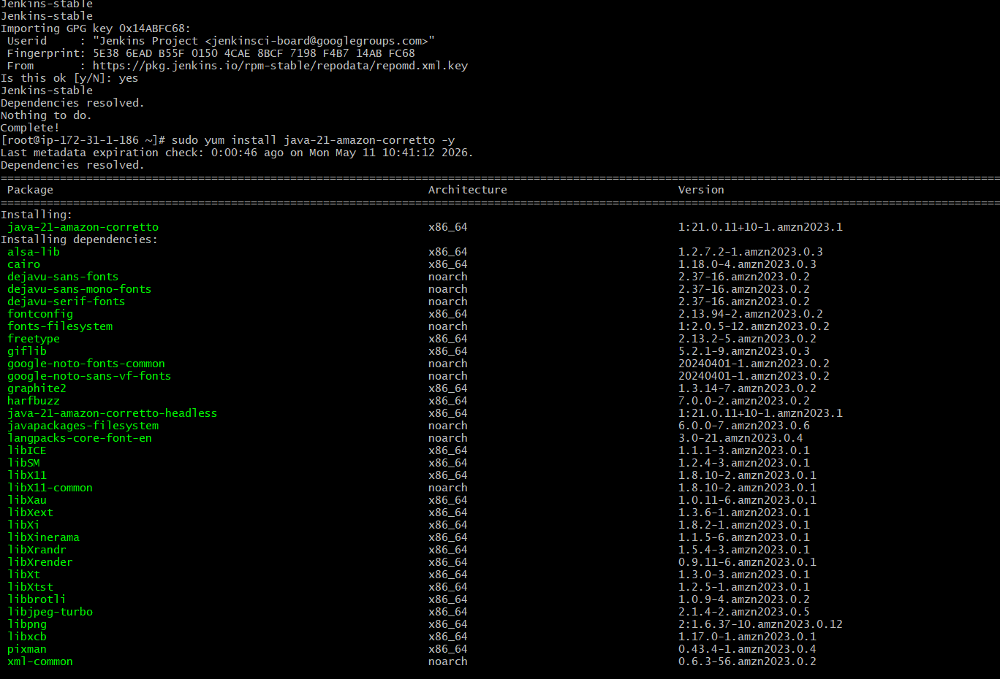 Jenkins-stable
Jenkins-stable
Importing GPG key 0x14ABFC68:
 Userid     : "Jenkins Project <jenkinsci-board@googlegroups.com>"
 Fingerprint: 5E38 6EAD B55F 0150 4CAE 8BCF 7198 F4B7 14AB FC68
 From       : https://pkg.jenkins.io/rpm-stable/repodata/repomd.xml.key
Is this ok [y/N]: yes
Jenkins-stable
Dependencies resolved.
Nothing to do.
Complete!
[root@ip-172-31-1-186 ~]# sudo yum install java-21-amazon-corretto -y
Last metadata expiration check: 0:00:46 ago on Mon May 11 10:41:12 2026.
Dependencies resolved.
Package Architecture Version
Installing:
java-21-amazon-corretto x86_64 1:21.0.11+10-1.amzn2023.1
Installing dependencies:
alsa-lib x86_64 1.2.7.2-1.amzn2023.0.3
cairo x86_64 1.18.0-4.amzn2023.0.3
dejavu-sans-fonts noarch 2.37-16.amzn2023.0.2
dejavu-sans-mono-fonts noarch 2.37-16.amzn2023.0.2
dejavu-serif-fonts noarch 2.37-16.amzn2023.0.2
fontconfig x86_64 2.13.94-2.amzn2023.0.2
fonts-filesystem noarch 1:2.0.5-12.amzn2023.0.2
freetype x86_64 2.13.2-5.amzn2023.0.2
giflib x86_64 5.2.1-9.amzn2023.0.3
google-noto-fonts-common noarch 20240401-1.amzn2023.0.2
google-noto-sans-vf-fonts noarch 20240401-1.amzn2023.0.2
graphite2 x86_64 1.3.14-7.amzn2023.0.2
harfbuzz x86_64 7.0.0-2.amzn2023.0.2
java-21-amazon-corretto-headless x86_64 1:21.0.11+10-1.amzn2023.1
javapackages-filesystem noarch 6.0.0-7.amzn2023.0.6
langpacks-core-font-en noarch 3.0-21.amzn2023.0.4
libICE x86_64 1.1.1-3.amzn2023.0.1
libSM x86_64 1.2.4-3.amzn2023.0.1
libX11 x86_64 1.8.10-2.amzn2023.0.1
libX11-common noarch 1.8.10-2.amzn2023.0.1
libXau x86_64 1.0.11-6.amzn2023.0.1
libXext x86_64 1.3.6-1.amzn2023.0.1
libXi x86_64 1.8.2-1.amzn2023.0.1
libXinerama x86_64 1.1.5-6.amzn2023.0.1
libXrandr x86_64 1.5.4-3.amzn2023.0.1
libXrender x86_64 0.9.11-6.amzn2023.0.1
libXt x86_64 1.3.0-3.amzn2023.0.1
libXtst x86_64 1.2.5-1.amzn2023.0.1
libbrotli x86_64 1.0.9-4.amzn2023.0.2
libjpeg-turbo x86_64 2.1.4-2.amzn2023.0.5
libpng x86_64 2:1.6.37-10.amzn2023.0.12
libxcb x86_64 1.17.0-1.amzn2023.0.1
pixman x86_64 0.43.4-1.amzn2023.0.4
xml-common noarch 0.6.3-56.amzn2023.0.2